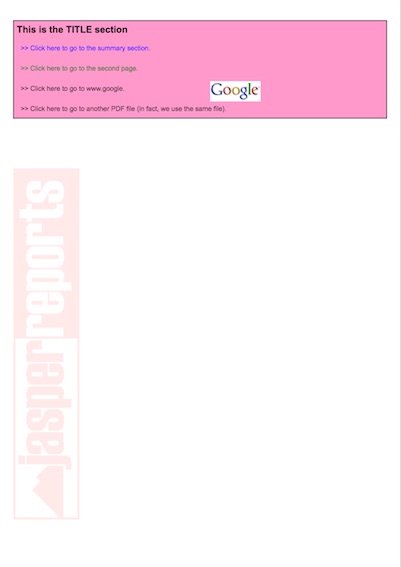 This is the TITLE section
>> Click here to go to the summary section.
>> Click here to go to the second page.
>> Click here to go to www.google.
Google
>> Click here to go to another PDF file (in fact, we use the same file).
jasperreports